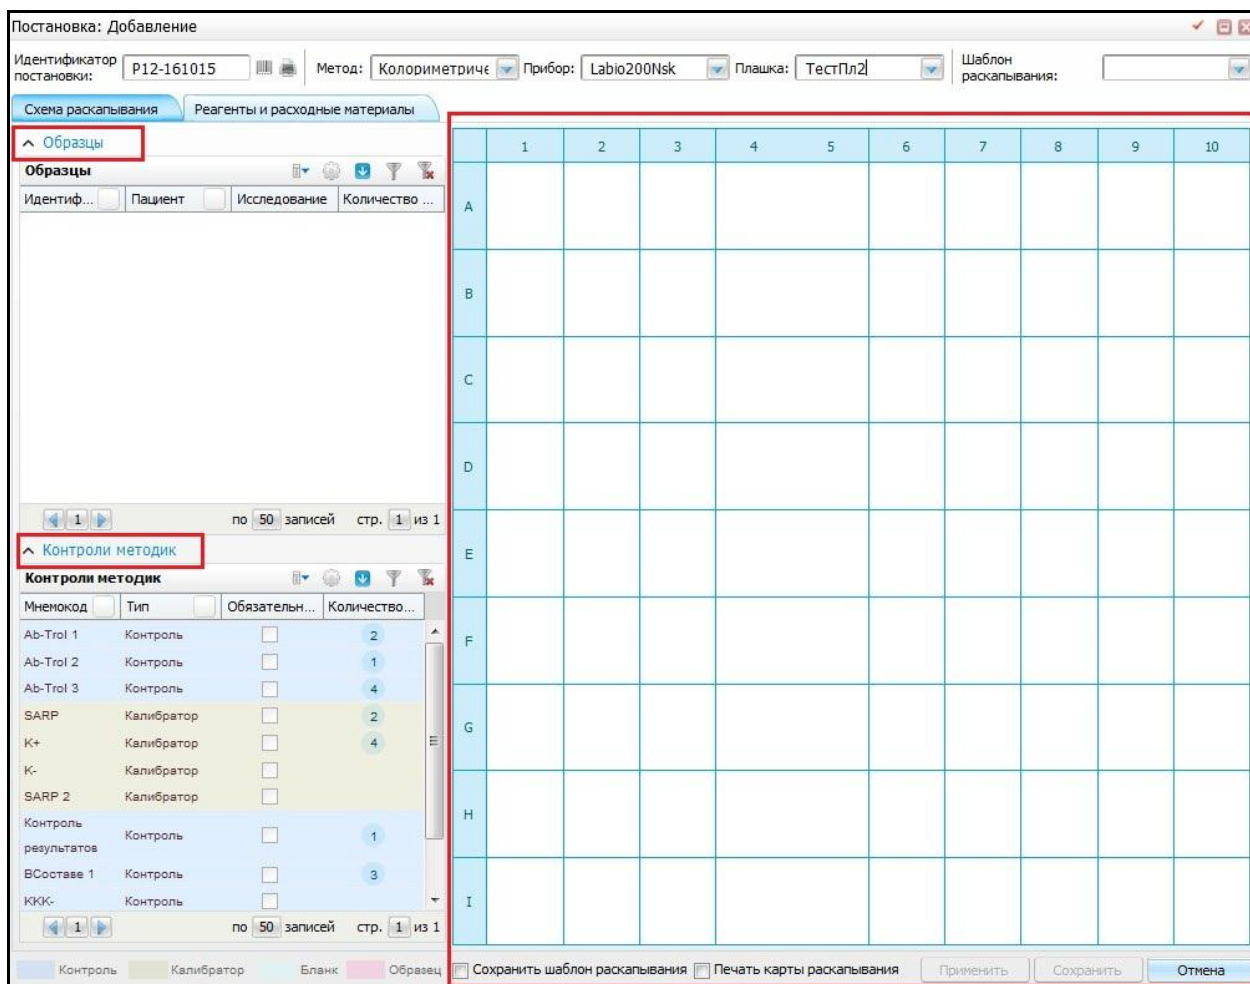 Постановка: Добавление
Идентификатор постановки: P12-161015 Метод: Колориметриче Прибор: Labio200Nsk Плашка: ТестПл2 Шаблон раскапывания:
Схема раскапывания Реагенты и расходные материалы
Образцы
Образцы
Идентиф... Пациент Исследование Количество ...
1 по 50 записей стр. 1 из 1
Контроли методик
Контроли методик
Мнемокод Тип Обязательн... Количество...
Ab-Trol 1 Контроль 2
Ab-Trol 2 Контроль 1
Ab-Trol 3 Контроль 4
SARP Калибратор 2
K+ Калибратор 4
K- Калибратор
SARP 2 Калибратор
Контроль результатов Контроль 1
ВСоставе 1 Контроль 3
ККК- Контроль
1 по 50 записей стр. 1 из 1
Контроль Калибратор Бланк Образец
1 2 3 4 5 6 7 8 9 10
A
B
C
D
E
F
G
H
I
Сохранить шаблон раскапывания Печать карты раскапывания Применить Сохранить Отмена